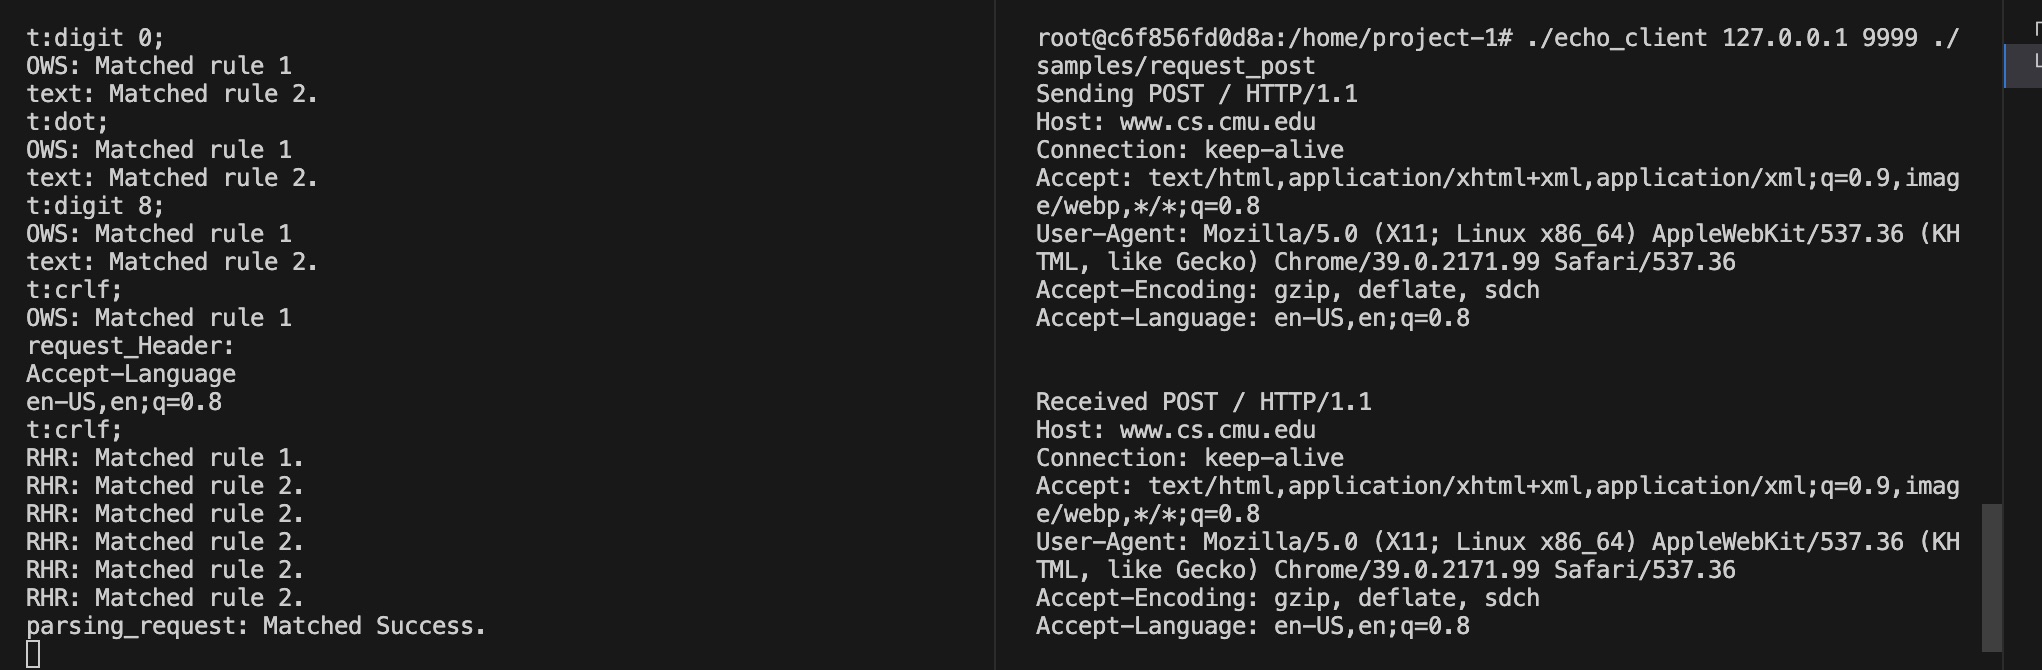 t:digit 0;
OWS: Matched rule 1
text: Matched rule 2.
t:dot;
OWS: Matched rule 1
text: Matched rule 2.
t:digit 8;
OWS: Matched rule 1
text: Matched rule 2.
t:crlf;
OWS: Matched rule 1
request_Header:
Accept-Language
en-US,en;q=0.8
t:crlf;
RHR: Matched rule 1.
RHR: Matched rule 2.
RHR: Matched rule 2.
RHR: Matched rule 2.
RHR: Matched rule 2.
RHR: Matched rule 2.
parsing_request: Matched Success.
root@c6f856fd0d8a:/home/project-1# ./echo_client 127.0.0.1 9999 ./
samples/request_post
Sending POST / HTTP/1.1
Host: www.cs.cmu.edu
Connection: keep-alive
Accept: text/html,application/xhtml+xml,application/xml;q=0.9,imag
e/webp,*/*;q=0.8
User-Agent: Mozilla/5.0 (X11; Linux x86_64) AppleWebKit/537.36 (KH
TML, like Gecko) Chrome/39.0.2171.99 Safari/537.36
Accept-Encoding: gzip, deflate, sdch
Accept-Language: en-US,en;q=0.8
Received POST / HTTP/1.1
Host: www.cs.cmu.edu
Connection: keep-alive
Accept: text/html,application/xhtml+xml,application/xml;q=0.9,imag
e/webp,*/*;q=0.8
User-Agent: Mozilla/5.0 (X11; Linux x86_64) AppleWebKit/537.36 (KH
TML, like Gecko) Chrome/39.0.2171.99 Safari/537.36
Accept-Encoding: gzip, deflate, sdch
Accept-Language: en-US,en;q=0.8